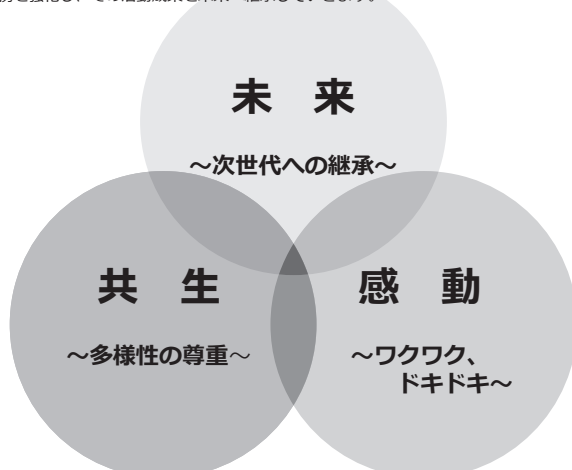 未　来
〜次世代への継承〜
共　生
感　動
〜多様性の尊重〜
〜ワクワク、
ドキドキ〜